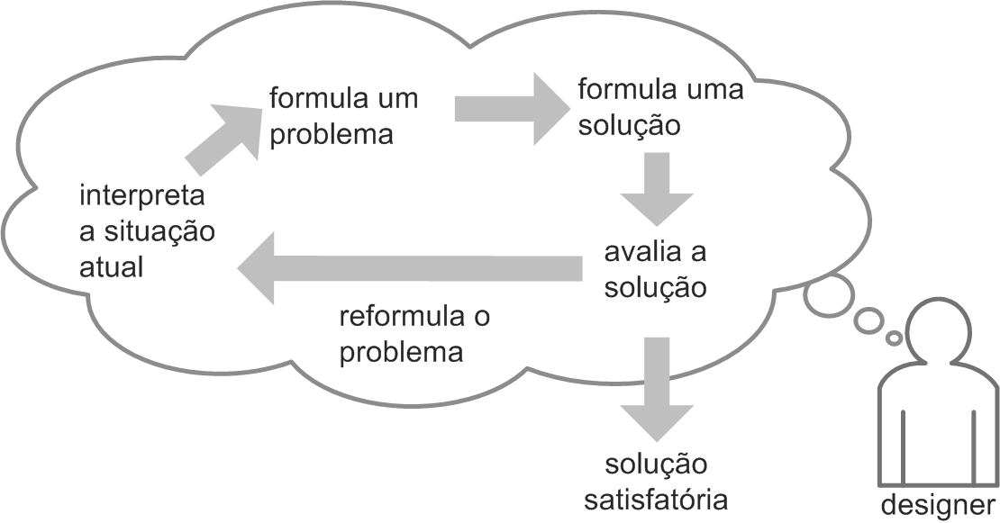 formula um
problema
formula uma
solução
interpreta
a situação
atual
avalia a
solução
reformula o
problema
solução
satisfatória
designer